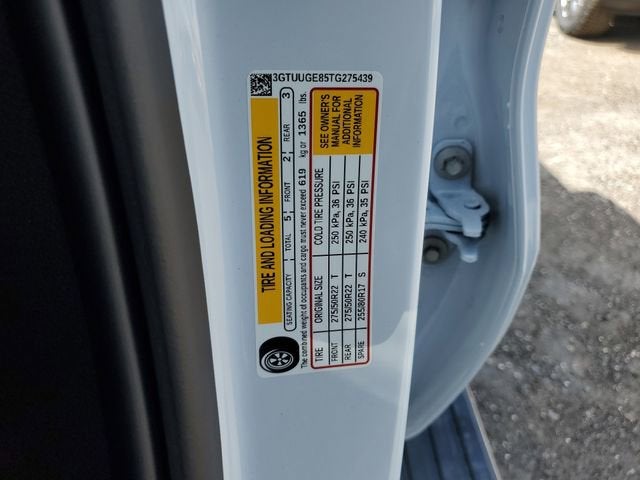 3GTUUGE85TG275439
TIRE AND LOADING INFORMATION
SEATING CAPACITY TOTAL 5 FRONT 2 REAR 3
The combined weight of occupants and cargo must never exceed 619 kg or 1365 lbs.
TIRE ORIGINAL SIZE COLD TIRE PRESSURE
FRONT 275/50R22 T 250 kPa, 36 PSI
REAR 275/50R22 T 250 kPa, 36 PSI
SPARE 255/80R17 S 240 kPa, 35 PSI
SEE OWNER'S
MANUAL FOR
ADDITIONAL
INFORMATION